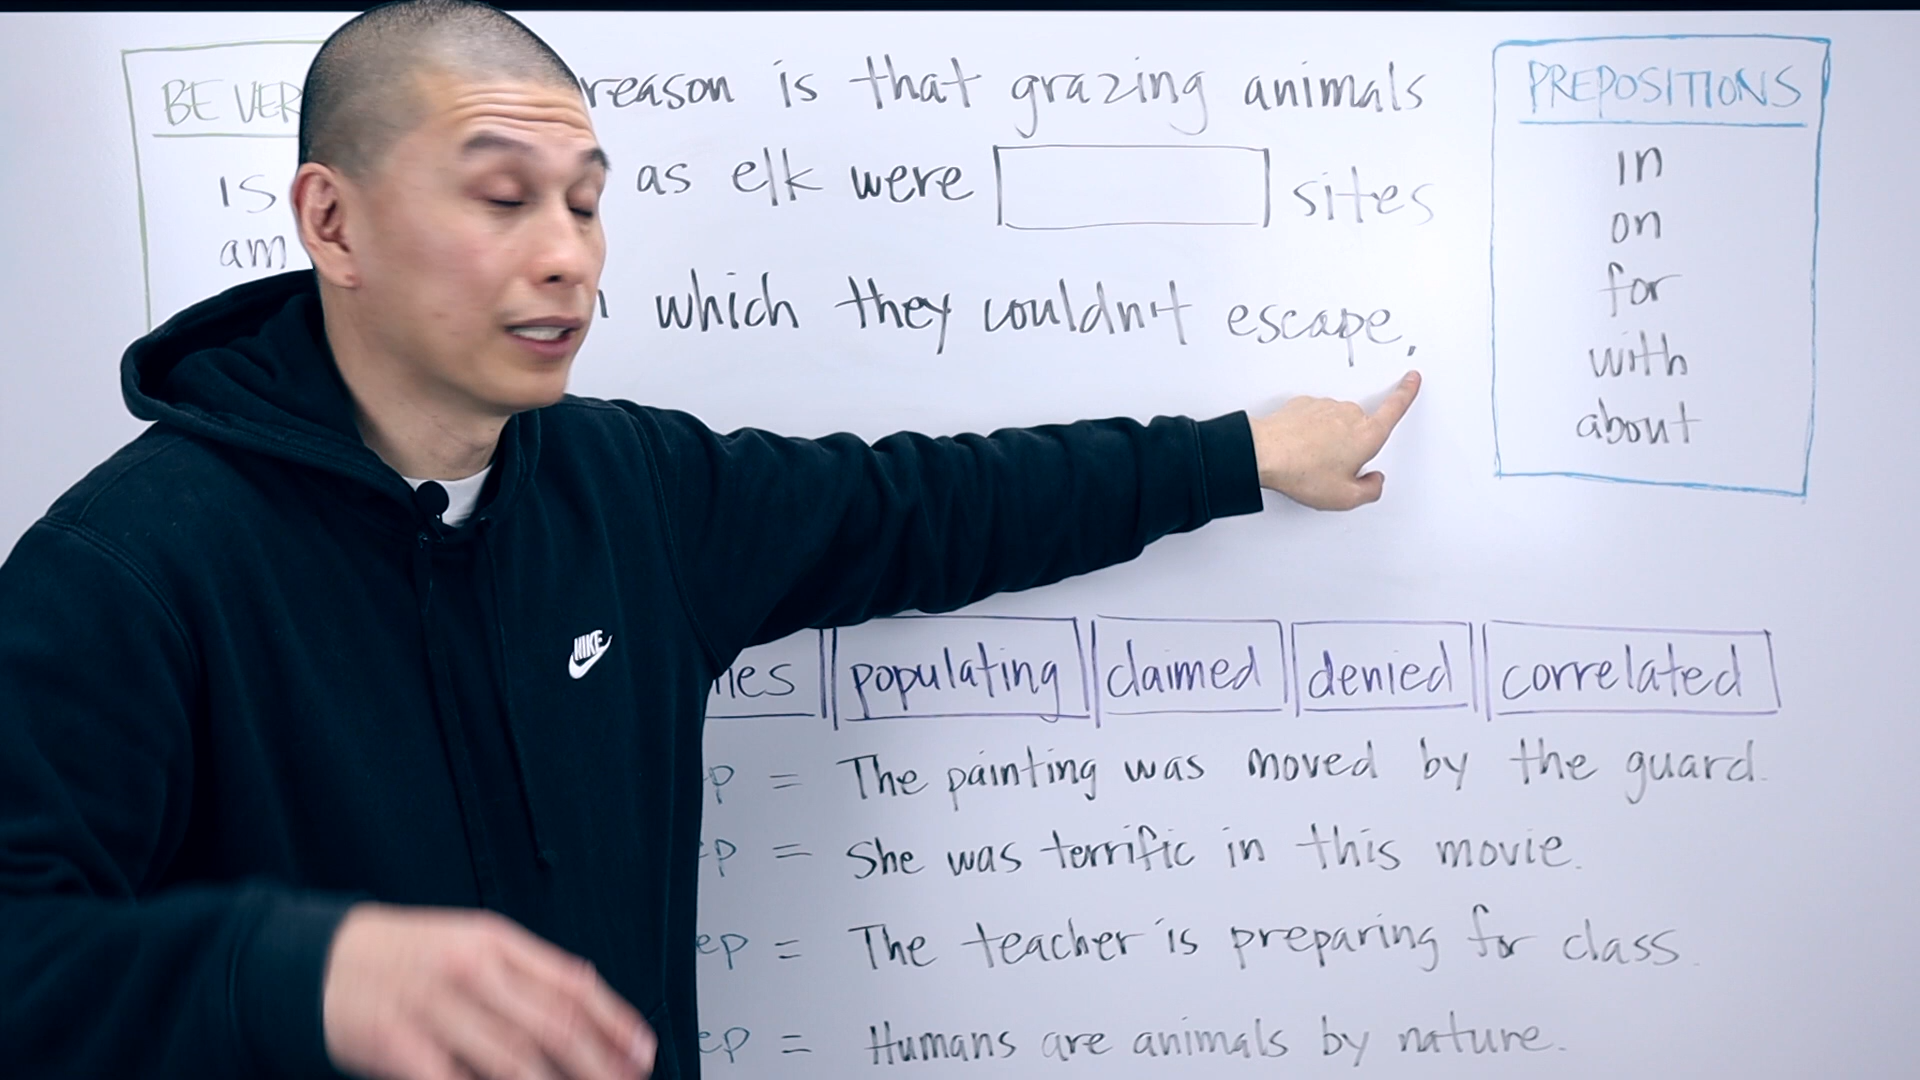 BE VER
reason is that grazing animals
PREPOSITIONS
is
as elk were
sites
in
am
on
which they couldn't escape.
for
with
about
NIKE
populating
claimed
denied
correlated
p = The painting was moved by the guard.
ep = She was terrific in this movie.
ep = The teacher is preparing for class.
ep = Humans are animals by nature.